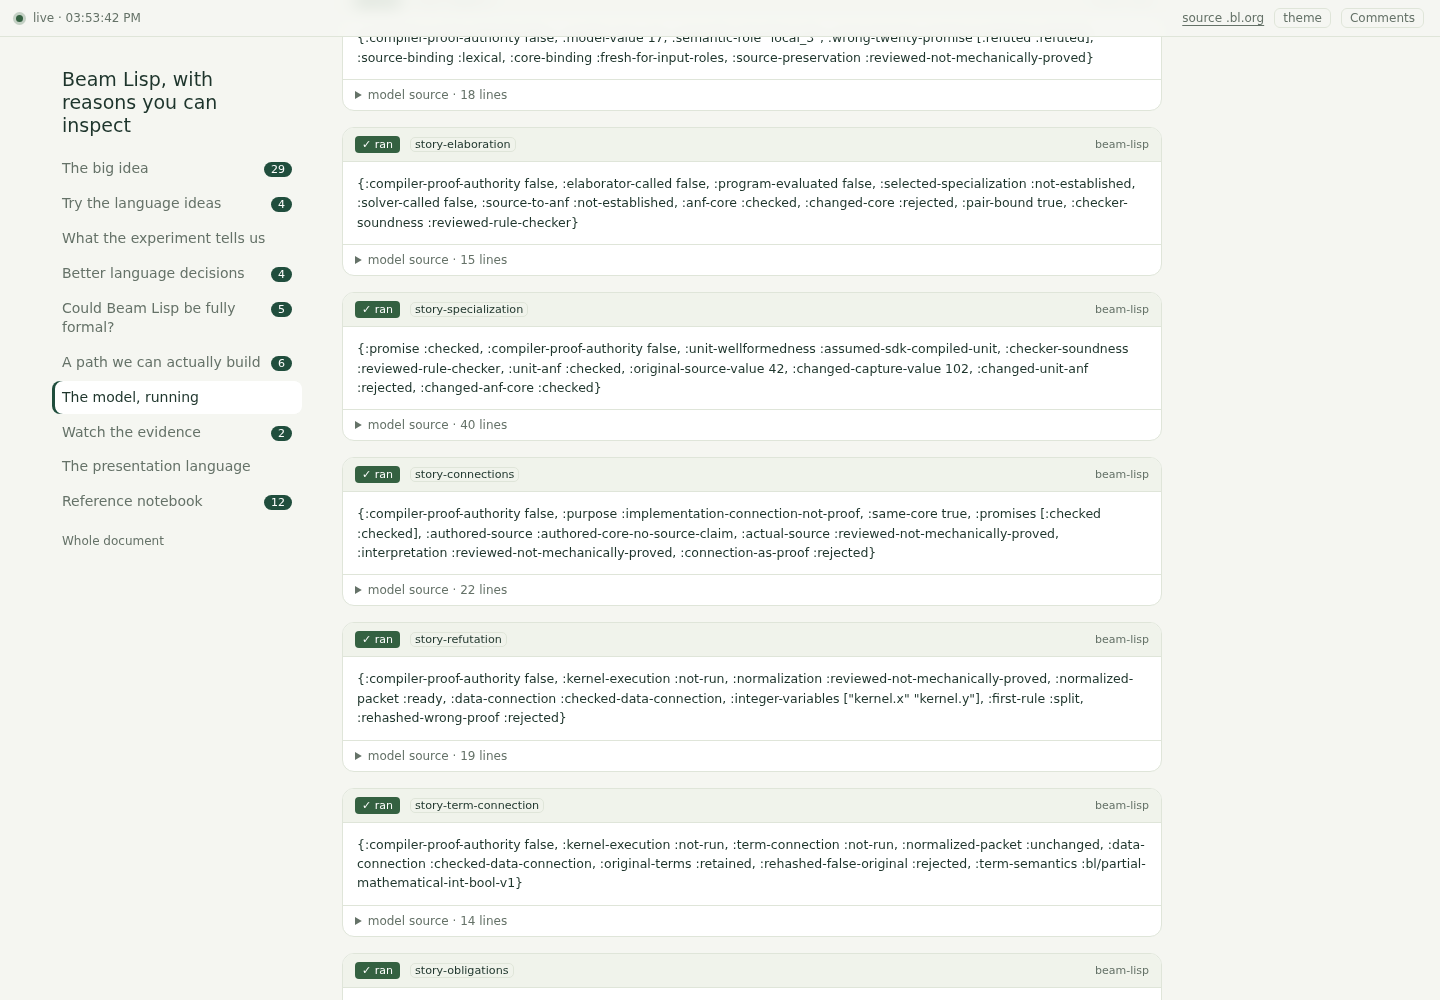 live · 03:53:42 PM
source .bl.org
theme
Comments
Beam Lisp, with
reasons you can
inspect
The big idea 29
Try the language ideas 4
What the experiment tells us
Better language decisions 4
Could Beam Lisp be fully
formal? 5
A path we can actually build 6
The model, running
Watch the evidence 2
The presentation language
Reference notebook 12
Whole document
{:compiler-proof-authority false, :model-value 17, :semantic-role "local_3", :wrong-twenty-promise [:refuted :refuted],
:source-binding :lexical, :core-binding :fresh-for-input-roles, :source-preservation :reviewed-not-mechanically-proved}
▶ model source · 18 lines
✓ ran story-elaboration beam-lisp
{:compiler-proof-authority false, :elaborator-called false, :program-evaluated false, :selected-specialization :not-established,
:solver-called false, :source-to-anf :not-established, :anf-core :checked, :changed-core :rejected, :pair-bound true, :checker-
soundness :reviewed-rule-checker}
▶ model source · 15 lines
✓ ran story-specialization beam-lisp
{:promise :checked, :compiler-proof-authority false, :unit-wellformedness :assumed-sdk-compiled-unit, :checker-soundness
:reviewed-rule-checker, :unit-anf :checked, :original-source-value 42, :changed-capture-value 102, :changed-unit-anf
:rejected, :changed-anf-core :checked}
▶ model source · 40 lines
✓ ran story-connections beam-lisp
{:compiler-proof-authority false, :purpose :implementation-connection-not-proof, :same-core true, :promises [:checked
:checked], :authored-source :authored-core-no-source-claim, :actual-source :reviewed-not-mechanically-proved,
:interpretation :reviewed-not-mechanically-proved, :connection-as-proof :rejected}
▶ model source · 22 lines
✓ ran story-refutation beam-lisp
{:compiler-proof-authority false, :kernel-execution :not-run, :normalization :reviewed-not-mechanically-proved, :normalized-
packet :ready, :data-connection :checked-data-connection, :integer-variables ["kernel.x" "kernel.y"], :first-rule :split,
:rehashed-wrong-proof :rejected}
▶ model source · 19 lines
✓ ran story-term-connection beam-lisp
{:compiler-proof-authority false, :kernel-execution :not-run, :term-connection :not-run, :normalized-packet :unchanged, :data-
connection :checked-data-connection, :original-terms :retained, :rehashed-false-original :rejected, :term-semantics :bl/partial-
mathematical-int-bool-v1}
▶ model source · 14 lines
✓ ran story-obligations beam-lisp